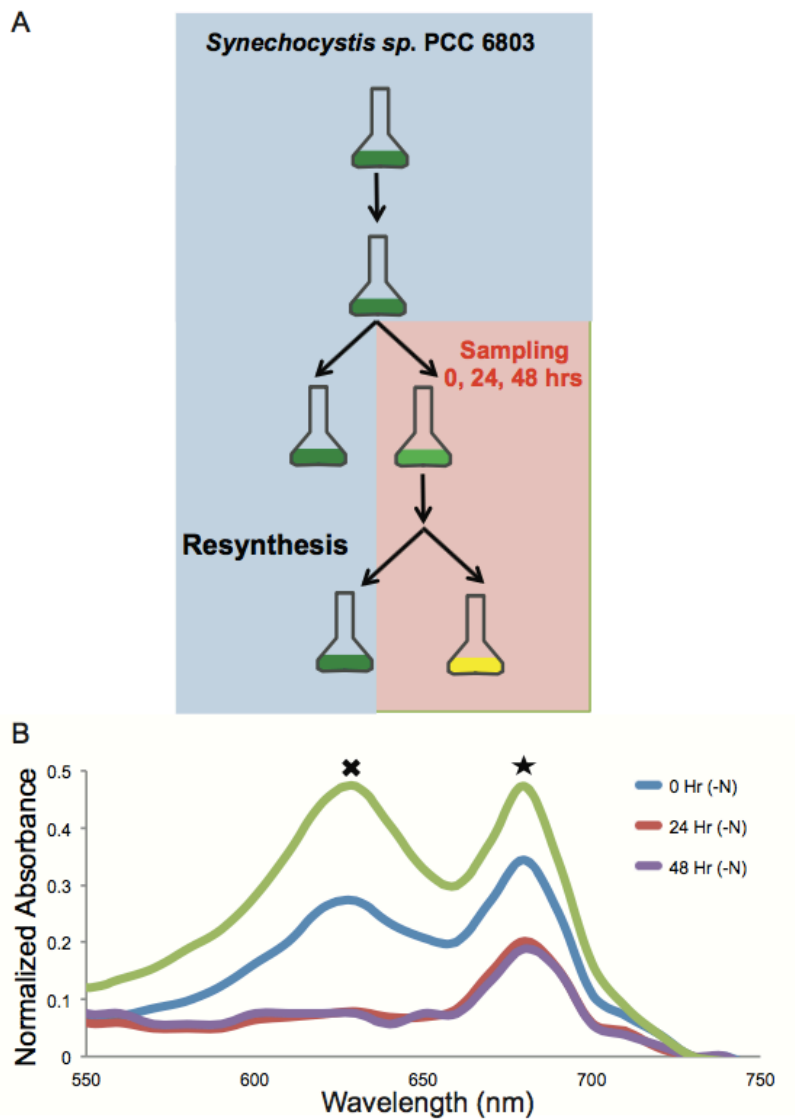 A
Synechocystis sp. PCC 6803
Sampling
0, 24, 48 hrs
Resynthesis
B
Normalized Absorbance
0.5
0.4
0.3
0.2
0.1
0
0 Hr (-N)
24 Hr (-N)
48 Hr (-N)
550 600 650 700 750
Wavelength (nm)